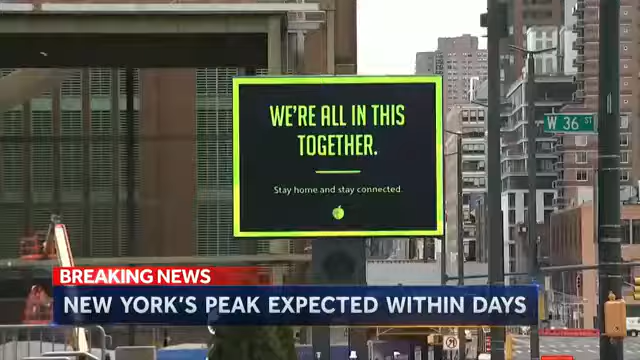 WE'RE ALL IN THIS
TOGETHER.
Stay home and stay connected.
W 36 ST
BREAKING NEWS
NEW YORK'S PEAK EXPECTED WITHIN DAYS